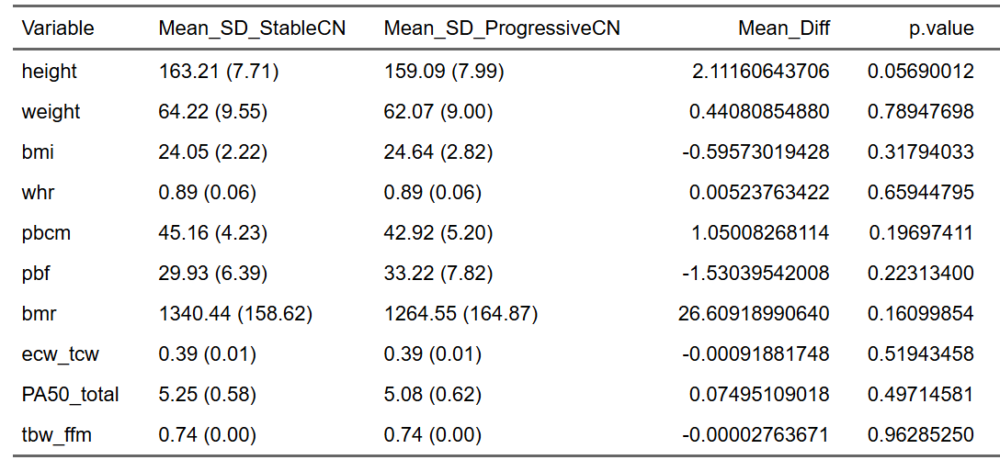 Variable Mean_SD_StableCN Mean_SD_ProgressiveCN Mean_Diff p.value
height 163.21 (7.71) 159.09 (7.99) 2.11160643706 0.05690012
weight 64.22 (9.55) 62.07 (9.00) 0.44080854880 0.78947698
bmi 24.05 (2.22) 24.64 (2.82) -0.59573019428 0.31794033
whr 0.89 (0.06) 0.89 (0.06) 0.00523763422 0.65944795
pbcm 45.16 (4.23) 42.92 (5.20) 1.05008268114 0.19697411
pbf 29.93 (6.39) 33.22 (7.82) -1.53039542008 0.22313400
bmr 1340.44 (158.62) 1264.55 (164.87) 26.60918990640 0.16099854
ecw_tcw 0.39 (0.01) 0.39 (0.01) -0.00091881748 0.51943458
PA50_total 5.25 (0.58) 5.08 (0.62) 0.07495109018 0.49714581
tbw_ffm 0.74 (0.00) 0.74 (0.00) -0.00002763671 0.96285250